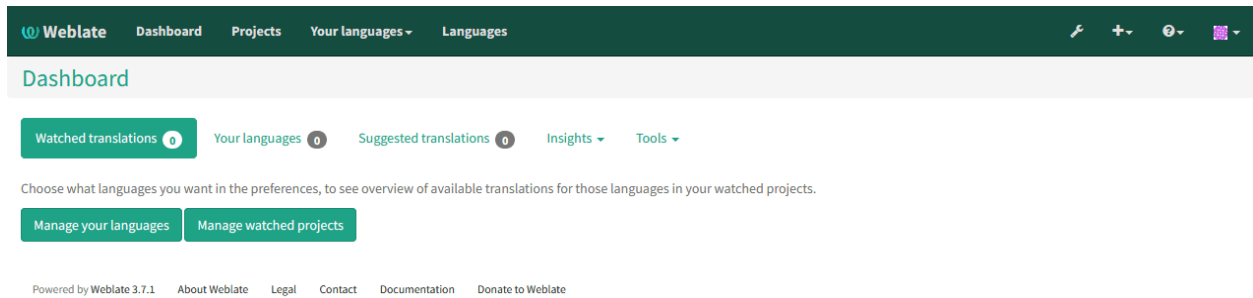 Weblate Dashboard Projects Your languages Languages
Dashboard
Watched translations 0 Your languages 0 Suggested translations 0 Insights Tools
Choose what languages you want in the preferences, to see overview of available translations for those languages in your watched projects.
Manage your languages Manage watched projects
Powered by Weblate 3.7.1 About Weblate Legal Contact Documentation Donate to Weblate